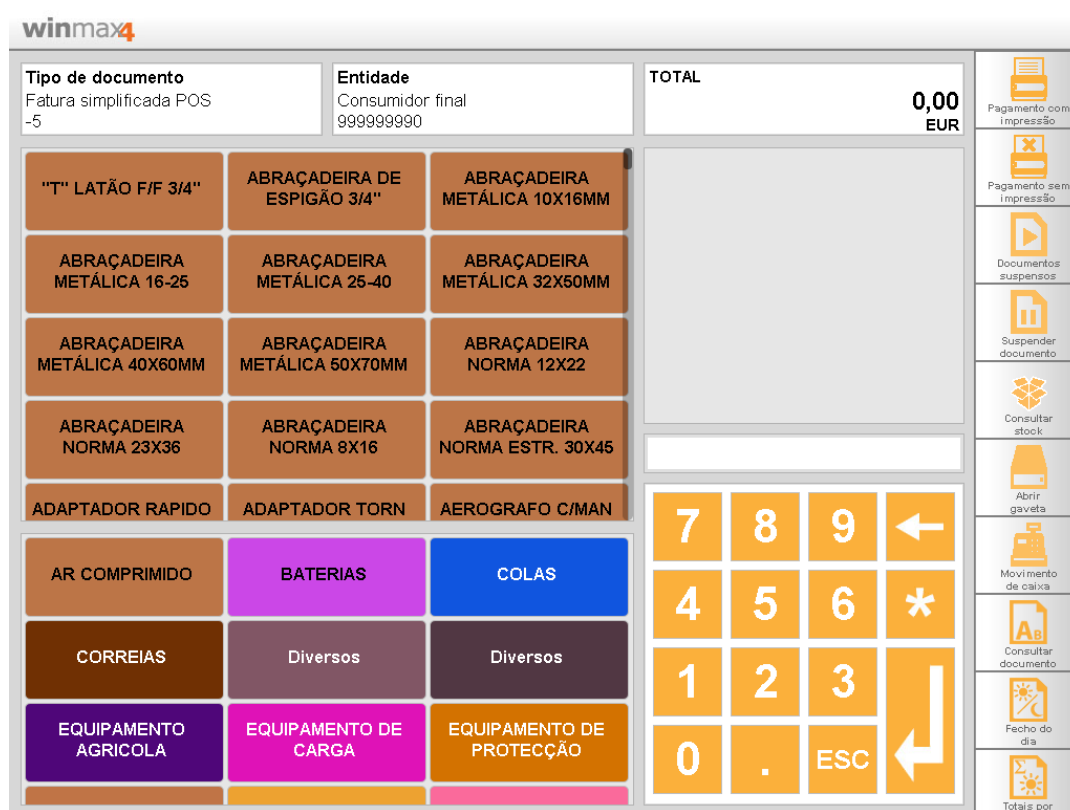 winmax4
Tipo de documento
Fatura simplificada POS
-5
Entidade
Consumidor final
999999990
TOTAL
0,00
EUR
"T" LATÃO F/F 3/4"
ABRAÇADEIRA DE
ESPIGÃO 3/4"
ABRAÇADEIRA
METÁLICA 10X16MM
ABRAÇADEIRA
METÁLICA 16-25
ABRAÇADEIRA
METÁLICA 25-40
ABRAÇADEIRA
METÁLICA 32X50MM
ABRAÇADEIRA
METÁLICA 40X60MM
ABRAÇADEIRA
METÁLICA 50X70MM
ABRAÇADEIRA
NORMA 12X22
ABRAÇADEIRA
NORMA 23X36
ABRAÇADEIRA
NORMA 8X16
ABRAÇADEIRA
NORMA ESTR. 30X45
ADAPTADOR RAPIDO
ADAPTADOR TORN
AEROGRAFO C/MAN
AR COMPRIMIDO
BATERIAS
COLAS
CORREIAS
Diversos
Diversos
EQUIPAMENTO
AGRICOLA
EQUIPAMENTO DE
CARGA
EQUIPAMENTO DE
PROTECÇÃO
7
8
9
4
5
6
*
1
2
3
0
.
ESC
Pagamento com
impressão
Pagamento sem
impressão
Documentos
suspensos
Suspender
documento
Consultar
stock
Abrir
gaveta
Movimento
de caixa
AB
Consultar
documento
Fecho do
dia
Σ
Totais por